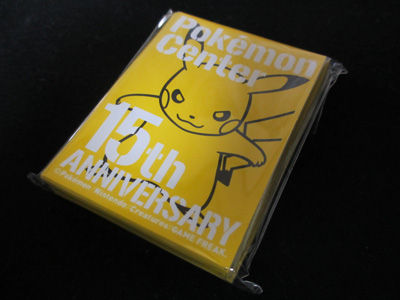 Pokémon
Center
15th
ANNIVERSARY
©Pokémon. Nintendo. Creatures. GAME FREAK.